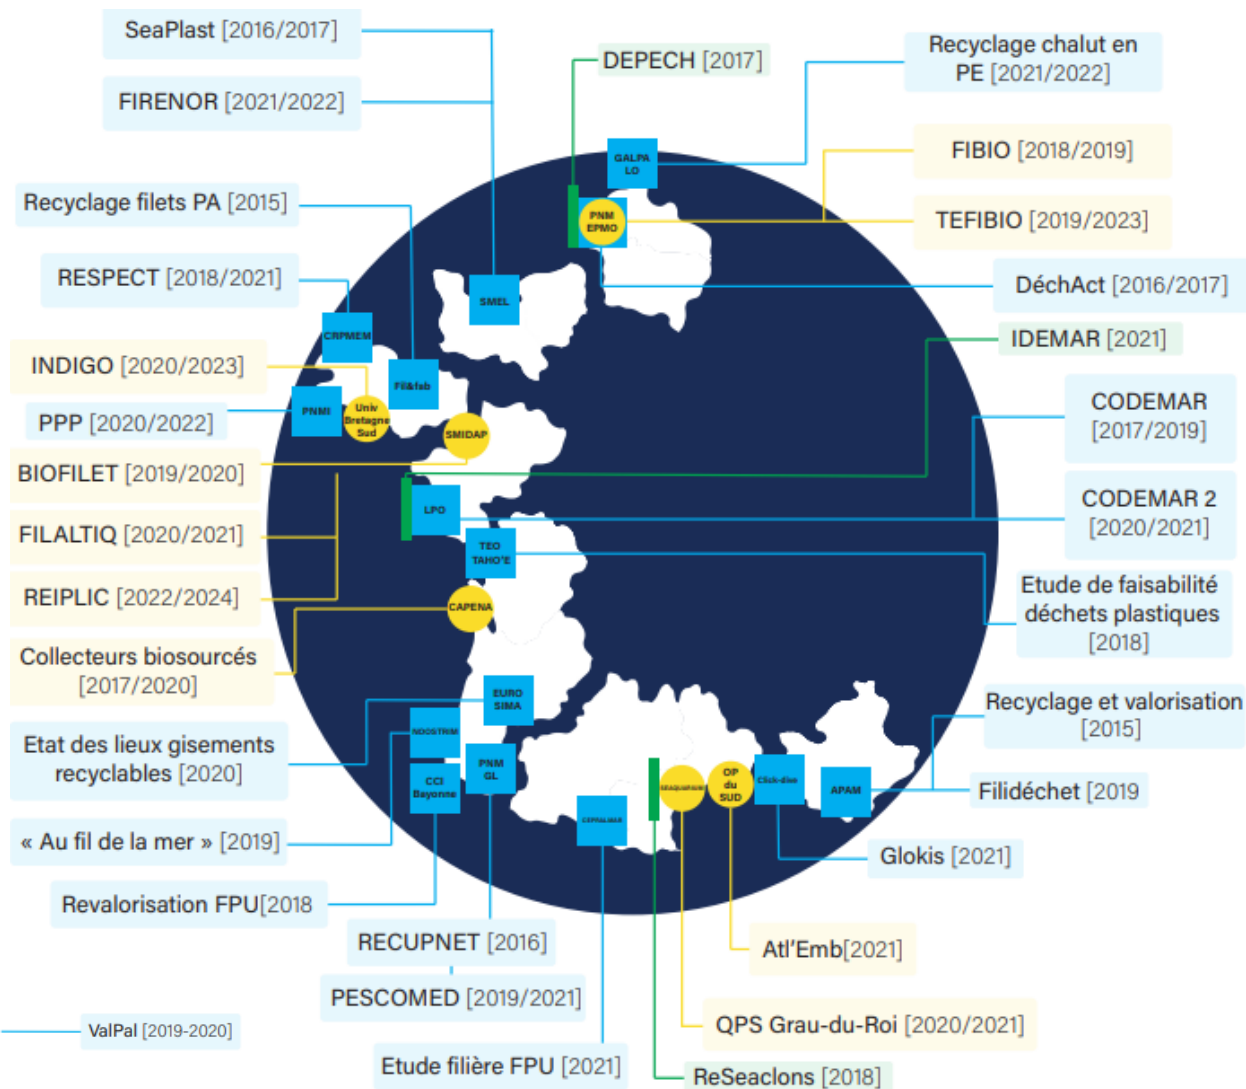 SeaPlast [2016/2017]
DEPECH [2017]
Recyclage chalut en
PE [2021/2022]
FIRENOR [2021/2022]
GALPA
LO
FIBIO [2018/2019]
Recyclage filets PA [2015]
PNM
EPMO
TEFIBIO [2019/2023]
RESPECT [2018/2021]
SMEL
DéchAct [2016/2017]
CRPMEM
IDEMAR [2021]
INDIGO [2020/2023]
Fil&fab
PNMI
Univ
Bretagne
Sud
PPP [2020/2022]
SMIDAP
CODEMAR
[2017/2019]
BIOFILET [2019/2020]
LPO
CODEMAR 2
[2020/2021]
FILALTIQ [2020/2021]
TEO
TAHO'E
REIPLIC [2022/2024]
CAPENA
Etude de faisabilité
déchets plastiques
[2018]
Collecteurs biosourcés
[2017/2020]
EURO
SIMA
Recyclage et valorisation
[2015]
Etat des lieux gisements
recyclables [2020]
NOOSTRIM
PNM
GL
CCI
Bayonne
OP
du
SUD
Click-dive
APAM
Filidéchet [2019
CEPRALMAR
« Au fil de la mer » [2019]
Glokis [2021]
Revalorisation FPU[2018
RECUPNET [2016]
Atl'Emb[2021]
PESCOMED [2019/2021]
QPS Grau-du-Roi [2020/2021]
ValPal [2019-2020]
Etude filière FPU [2021]
ReSeaclons [2018]